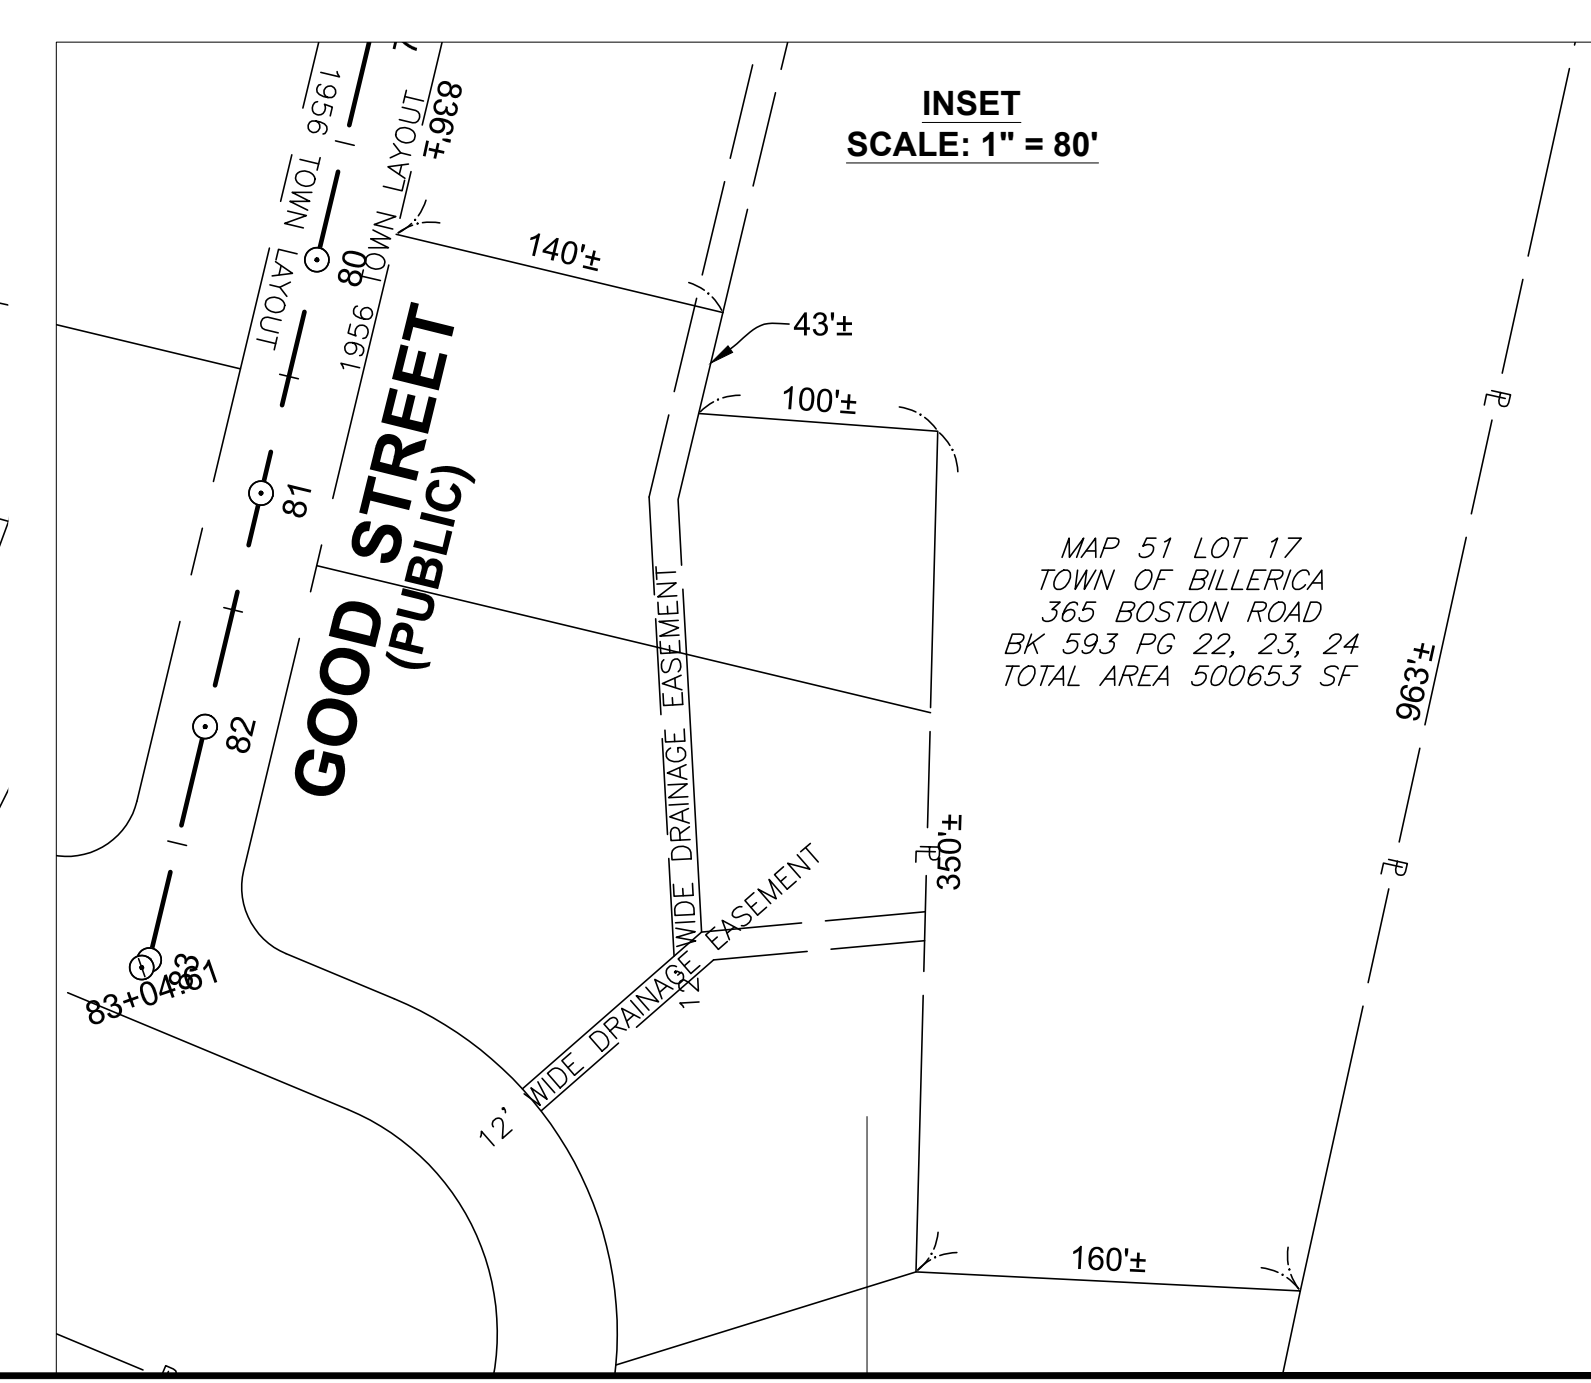 INSET
SCALE: 1" = 80'
1956 TOWN LAYOUT
1956 TOWN LAYOUT
836'±
80
140'±
43'±
100'±
81
GOOD STREET
(PUBLIC)
MAP 51 LOT 17
TOWN OF BILLERICA
365 BOSTON ROAD
BK 593 PG 22, 23, 24
TOTAL AREA 500653 SF
963'±
82
350'±
12' WIDE DRAINAGE EASEMENT
12' WIDE DRAINAGE EASEMENT
83
83+04.61
160'±